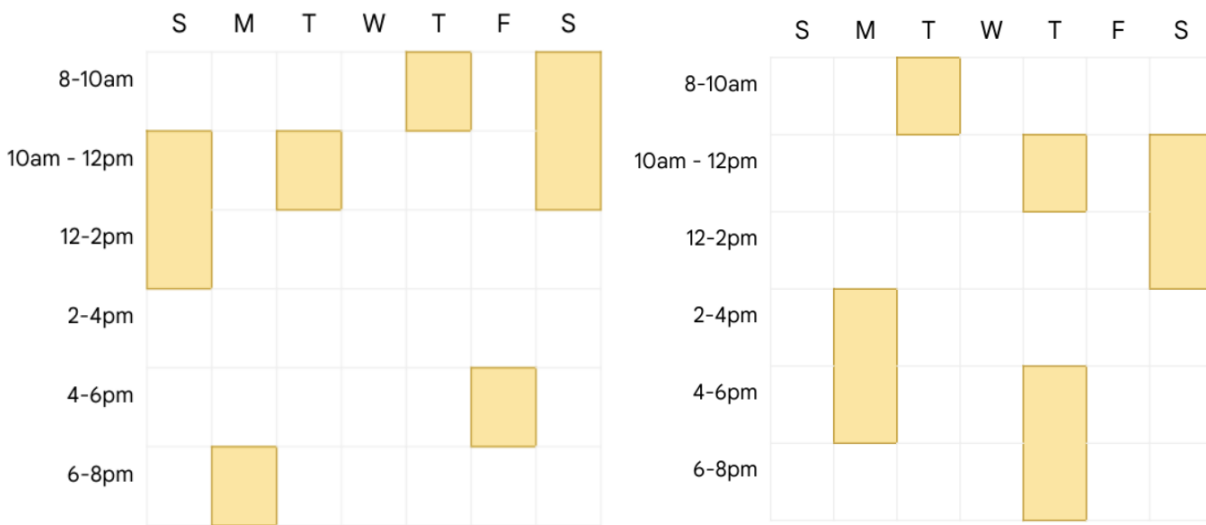 S M T W T F S
8-10am
10am - 12pm
12-2pm
2-4pm
4-6pm
6-8pm
S M T W T F S
8-10am
10am - 12pm
12-2pm
2-4pm
4-6pm
6-8pm